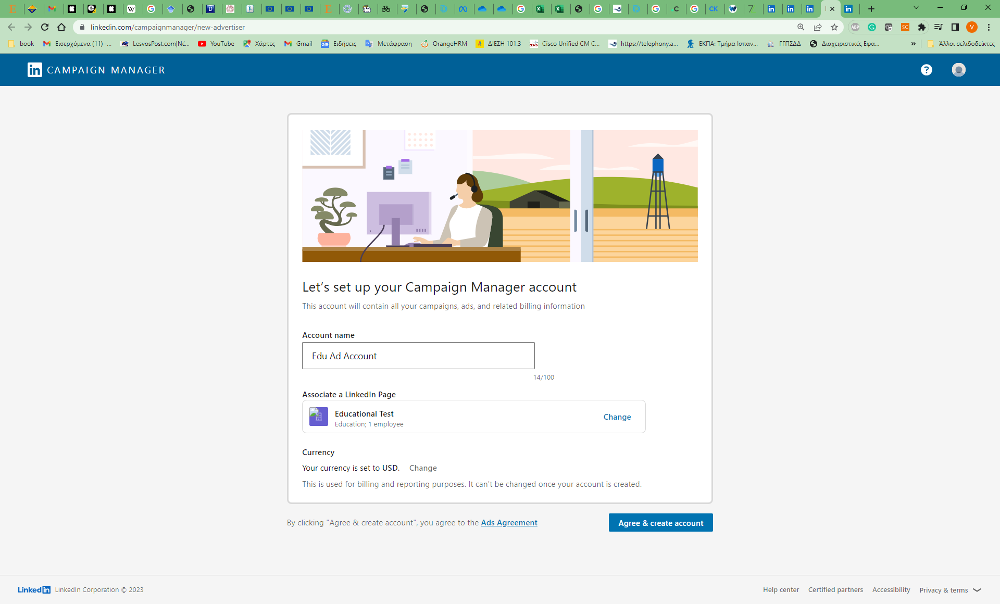 linkedin.com/campaignmanager/new-advertiser
book
Εισερχόμενα (11) -...
LesvosPost.com|Νέ...
YouTube
Χάρτες
Gmail
Ειδήσεις
Μετάφραση
OrangeHRM
ΔΙΕΣΗ 101.3
Cisco Unified CM C...
https://telephony.a...
ΕΚΠΑ: Τμήμα Ισπαν...
ΓΓΠΣΔΔ
Διαχειριστικές Εφα...
»
Άλλοι σελιδοδείκτες
in CAMPAIGN MANAGER
Let's set up your Campaign Manager account
This account will contain all your campaigns, ads, and related billing information
Account name
Edu Ad Account
14/100
Associate a LinkedIn Page
Educational Test
Education; 1 employee
Change
Currency
Your currency is set to USD. Change
This is used for billing and reporting purposes. It can't be changed once your account is created.
By clicking "Agree & create account", you agree to the Ads Agreement
Agree & create account
LinkedIn LinkedIn Corporation © 2023
Help center Certified partners Accessibility Privacy & terms